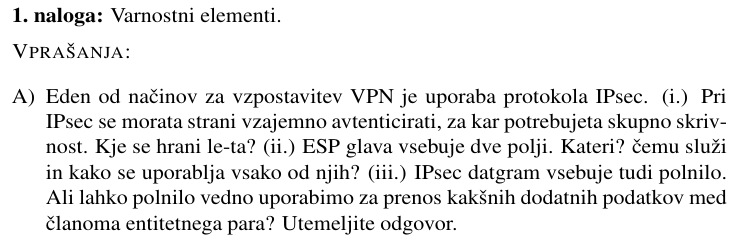 1. naloga: Varnostni elementi.
VPRAŠANJA:
A) Eden od načinov za vzpostavitev VPN je uporaba protokola IPsec. (i.) Pri
IPsec se morata strani vzajemno avtenticirati, za kar potrebujeta skupno skriv-
nost. Kje se hrani le-ta? (ii.) ESP glava vsebuje dve polji. Kateri? čemu služi
in kako se uporablja vsako od njih? (iii.) IPsec datgram vsebuje tudi polnilo.
Ali lahko polnilo vedno uporabimo za prenos kakšnih dodatnih podatkov med
članoma entitetnega para? Utemeljite odgovor.